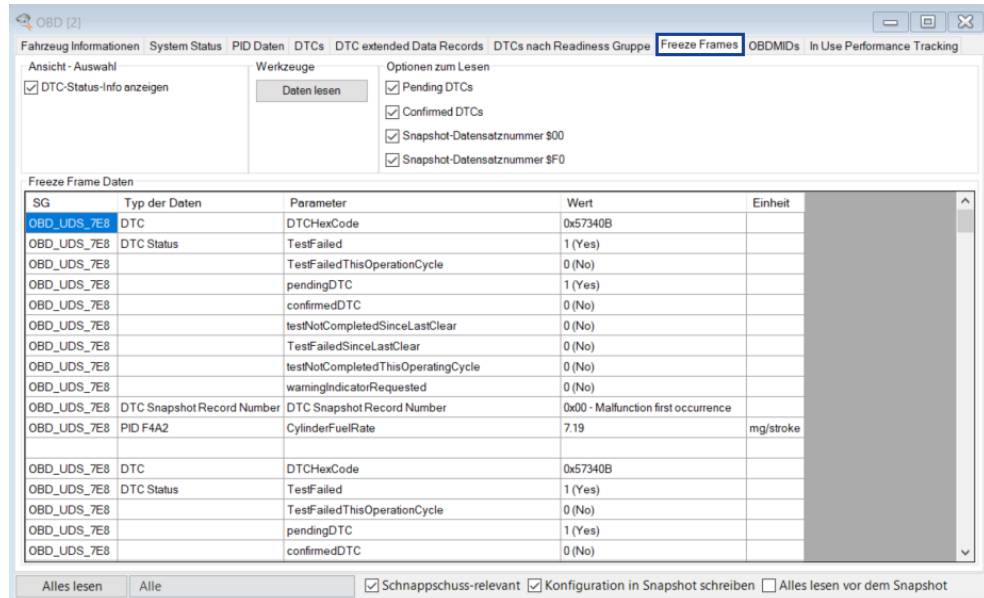 OBD [2]
Fahrzeug Informationen System Status PID Daten DTCs DTC extended Data Records DTCs nach Readiness Gruppe Freeze Frames OBDMIDs In Use Performance Tracking
Ansicht - Auswahl Werkzeuge Optionen zum Lesen
DTC-Status-Info anzeigen Daten lesen Pending DTCs
Confirmed DTCs
Snapshot-Datensatznummer $00
Snapshot-Datensatznummer $F0
Freeze Frame Daten
SG Typ der Daten Parameter Wert Einheit
OBD_UDS_7E8 DTC DTCHexCode 0x57340B
OBD_UDS_7E8 DTC Status TestFailed 1 (Yes)
OBD_UDS_7E8 TestFailedThisOperationCycle 0 (No)
OBD_UDS_7E8 pendingDTC 1 (Yes)
OBD_UDS_7E8 confirmedDTC 0 (No)
OBD_UDS_7E8 testNotCompletedSinceLastClear 0 (No)
OBD_UDS_7E8 TestFailedSinceLastClear 0 (No)
OBD_UDS_7E8 testNotCompletedThisOperatingCycle 0 (No)
OBD_UDS_7E8 warningIndicatorRequested 0 (No)
OBD_UDS_7E8 DTC Snapshot Record Number DTC Snapshot Record Number 0x00 - Malfunction first occurrence
OBD_UDS_7E8 PID F4A2 CylinderFuelRate 7.19 mg/stroke
OBD_UDS_7E8 DTC DTCHexCode 0x57340B
OBD_UDS_7E8 DTC Status TestFailed 1 (Yes)
OBD_UDS_7E8 TestFailedThisOperationCycle 0 (No)
OBD_UDS_7E8 pendingDTC 1 (Yes)
OBD_UDS_7E8 confirmedDTC 0 (No)
Alles lesen Alle Schnappschuss-relevant Konfiguration in Snapshot schreiben Alles lesen vor dem Snapshot